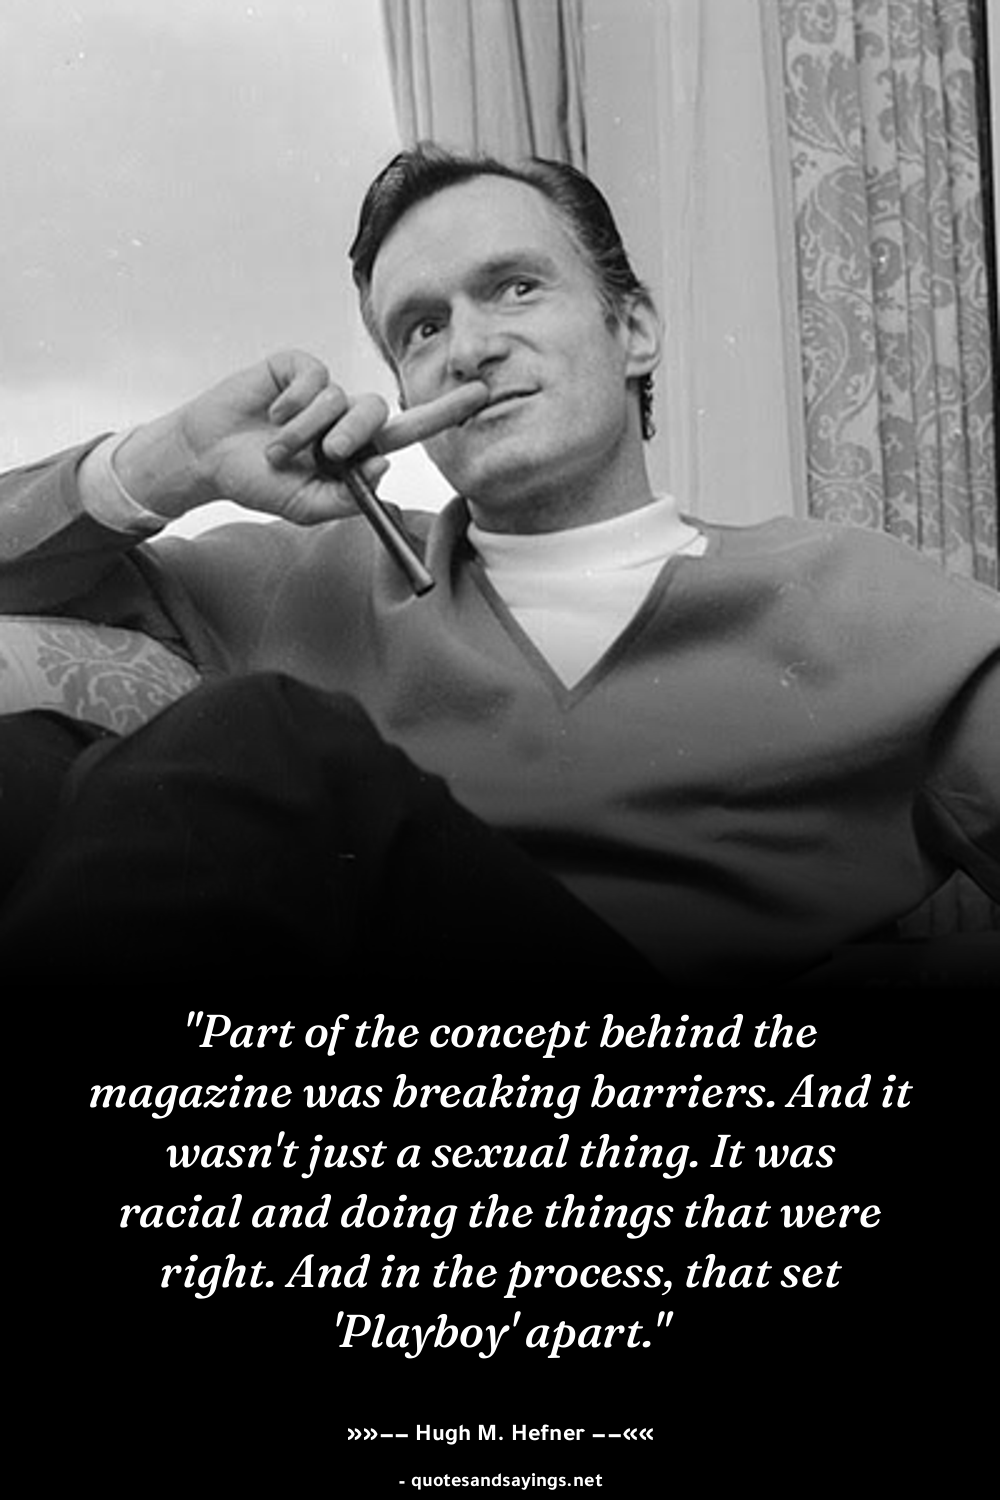 "Part of the concept behind the
magazine was breaking barriers. And it
wasn't just a sexual thing. It was
racial and doing the things that were
right. And in the process, that set
'Playboy' apart."
»»–– Hugh M. Hefner ––««
- quotesandsayings.net